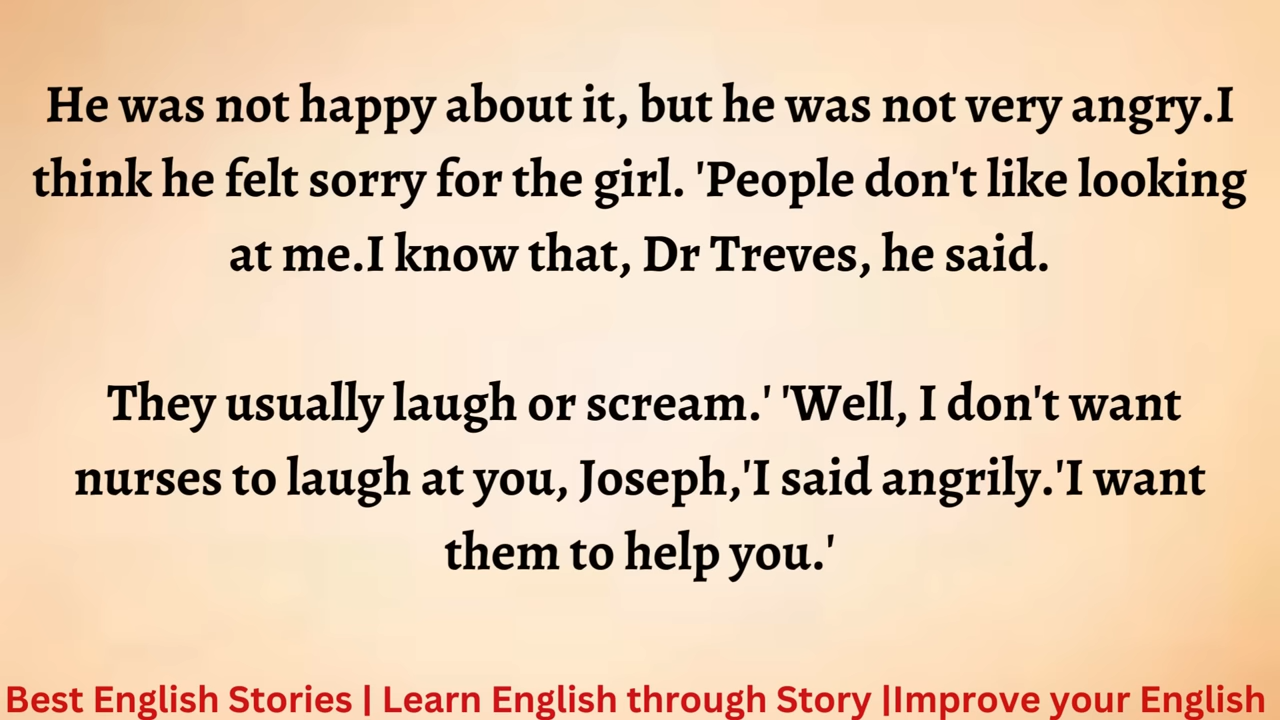 He was not happy about it, but he was not very angry.I
think he felt sorry for the girl. 'People don't like looking
at me.I know that, Dr Treves, he said.
They usually laugh or scream.' 'Well, I don't want
nurses to laugh at you, Joseph,'I said angrily.'I want
them to help you.'
Best English Stories | Learn English through Story |Improve your English